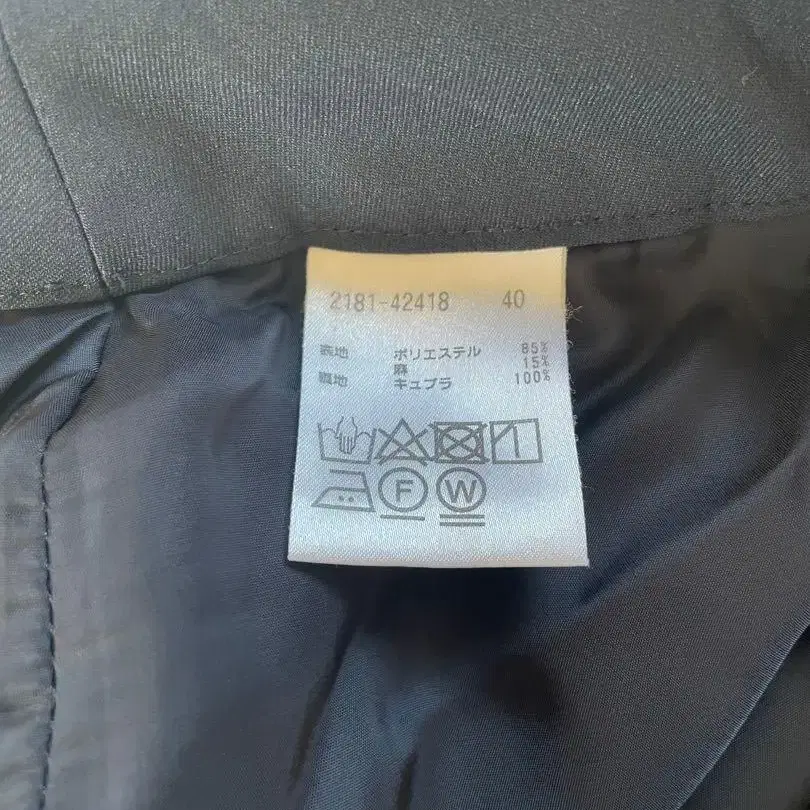 2181-42418 40
表地 ポリエステル 85%
麻 15%
裏地 キュプラ 100%
F W